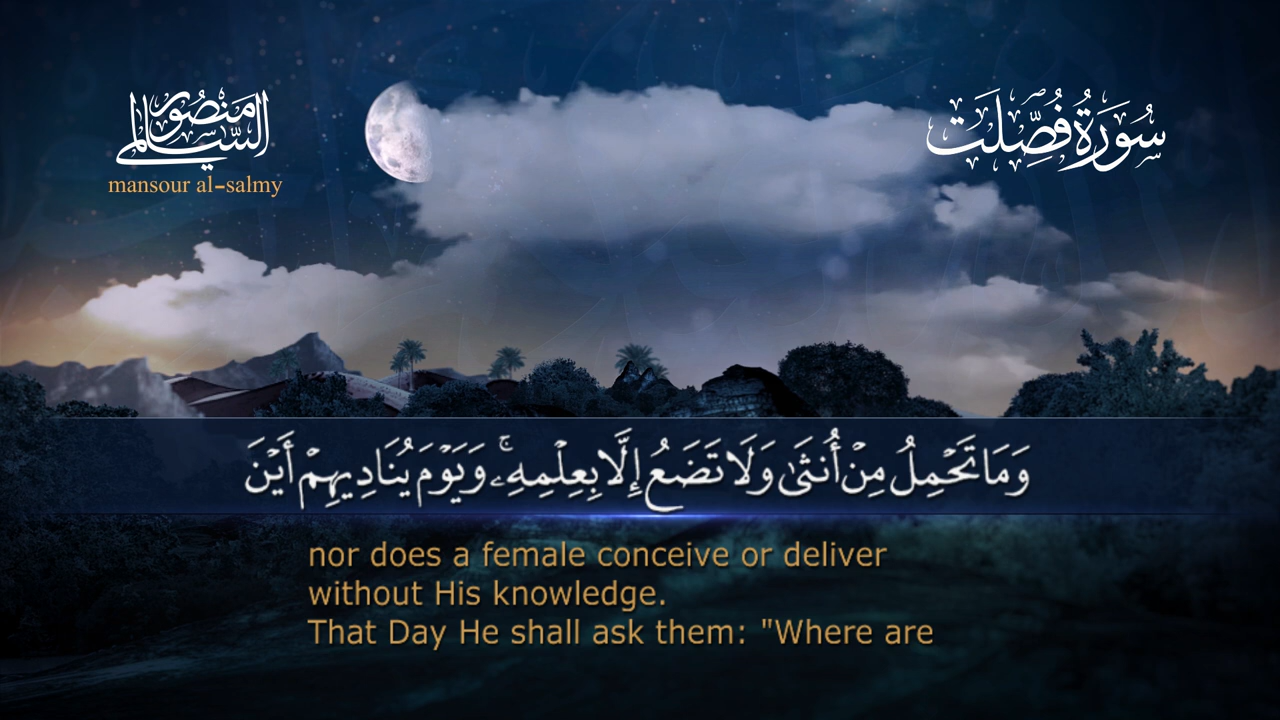 منصور السالمي
mansour al-salmy
سُورَةُ فُصِّلَت
وَمَا تَحْمِلُ مِنْ أُنثَىٰ وَلَا تَضَعُ إِلَّا بِعِلْمِهِۦ ۚ وَيَوْمَ يُنَادِيهِمْ أَيْنَ
nor does a female conceive or deliver
without His knowledge.
That Day He shall ask them: "Where are